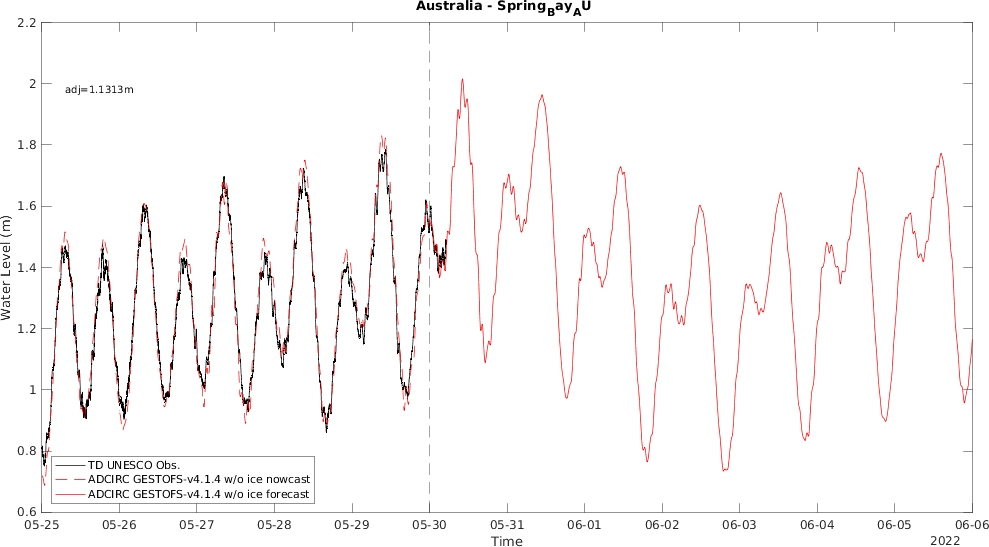 Australia - SpringBayAU
2.2
2
1.8
1.6
1.4
1.2
1
0.8
0.6
Water Level (m)
adj=1.1313m
TD UNESCO Obs.
ADCIRC GESTOFS-v4.1.4 w/o ice nowcast
ADCIRC GESTOFS-v4.1.4 w/o ice forecast
05-25 05-26 05-27 05-28 05-29 05-30 05-31 06-01 06-02 06-03 06-04 06-05 06-06
Time
2022